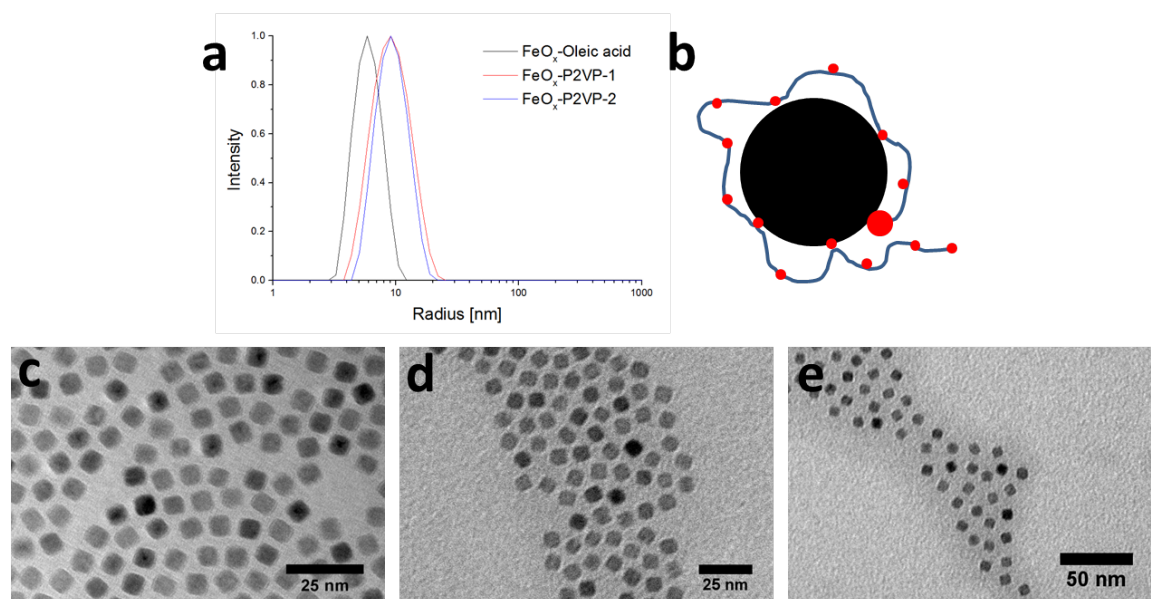 a
b
1.0
0.8
0.6
0.4
0.2
0.0
Intensity
FeOx-Oleic acid
FeOx-P2VP-1
FeOx-P2VP-2
1
10
100
1000
Radius [nm]
c
25 nm
d
25 nm
e
50 nm